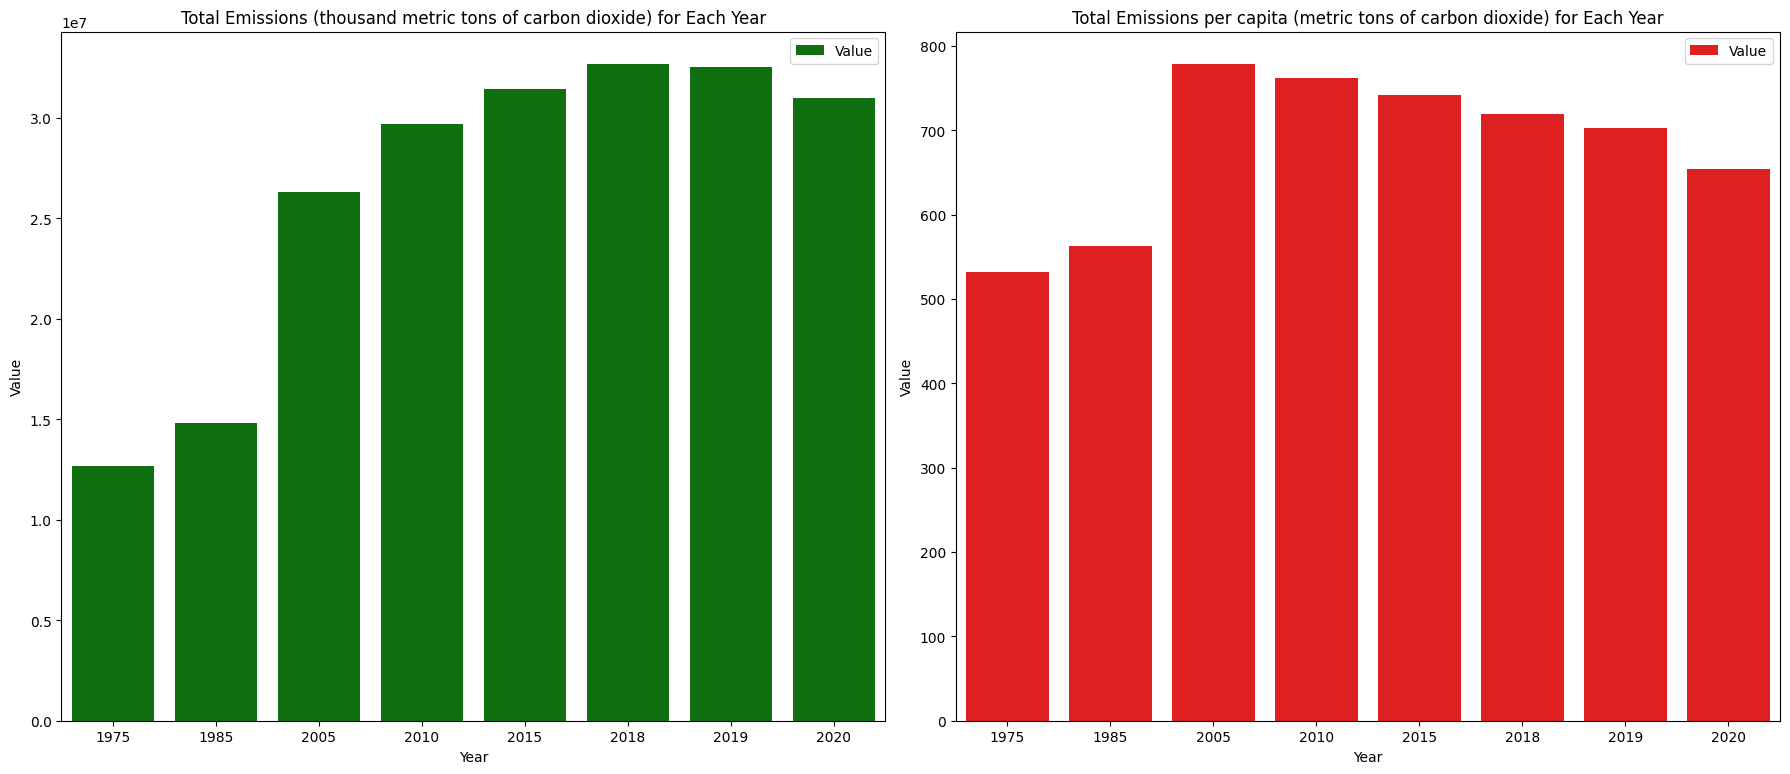 Total Emissions (thousand metric tons of carbon dioxide) for Each Year
1e7
Value
3.0
2.5
2.0
1.5
1.0
0.5
0.0
Value
1975 1985 2005 2010 2015 2018 2019 2020
Year
Total Emissions per capita (metric tons of carbon dioxide) for Each Year
Value
800
700
600
500
400
300
200
100
0
Value
1975 1985 2005 2010 2015 2018 2019 2020
Year